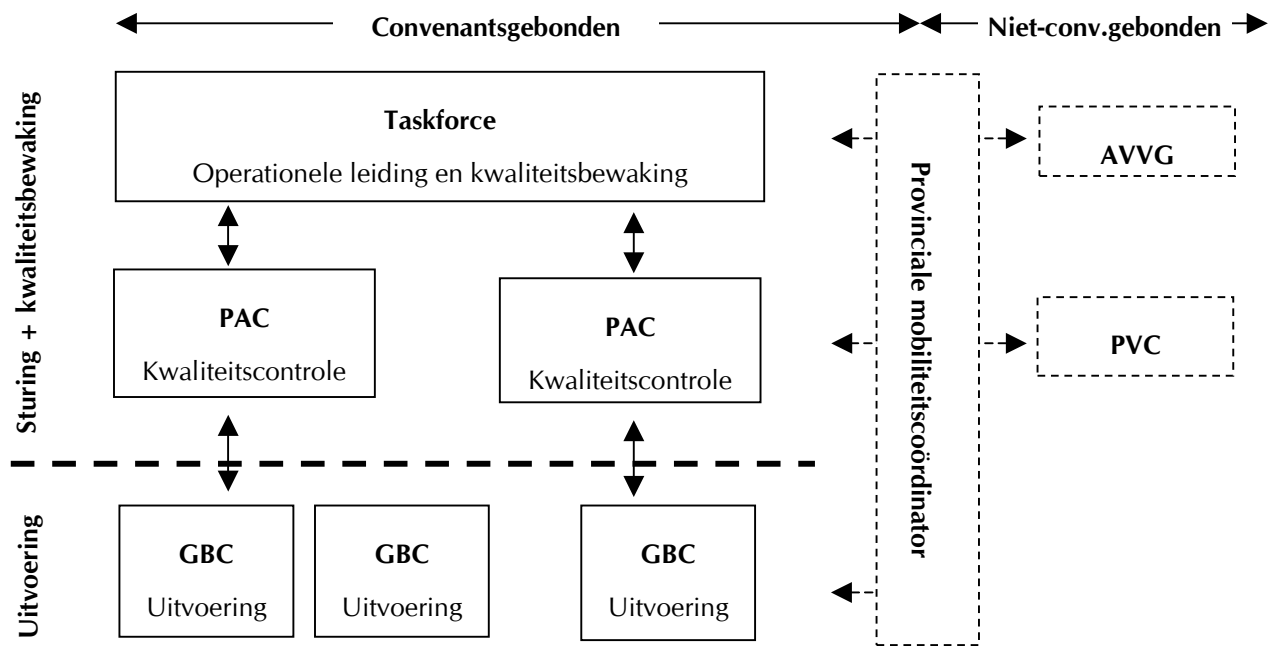 Convenantsgebonden
Niet-conv.gebonden
Sturing + kwaliteitsbewaking
Taskforce
Operationele leiding en kwaliteitsbewaking
Provinciale mobiliteitscoördinator
AVVG
PAC
Kwaliteitscontrole
PAC
Kwaliteitscontrole
PVC
Uitvoering
GBC
Uitvoering
GBC
Uitvoering
GBC
Uitvoering